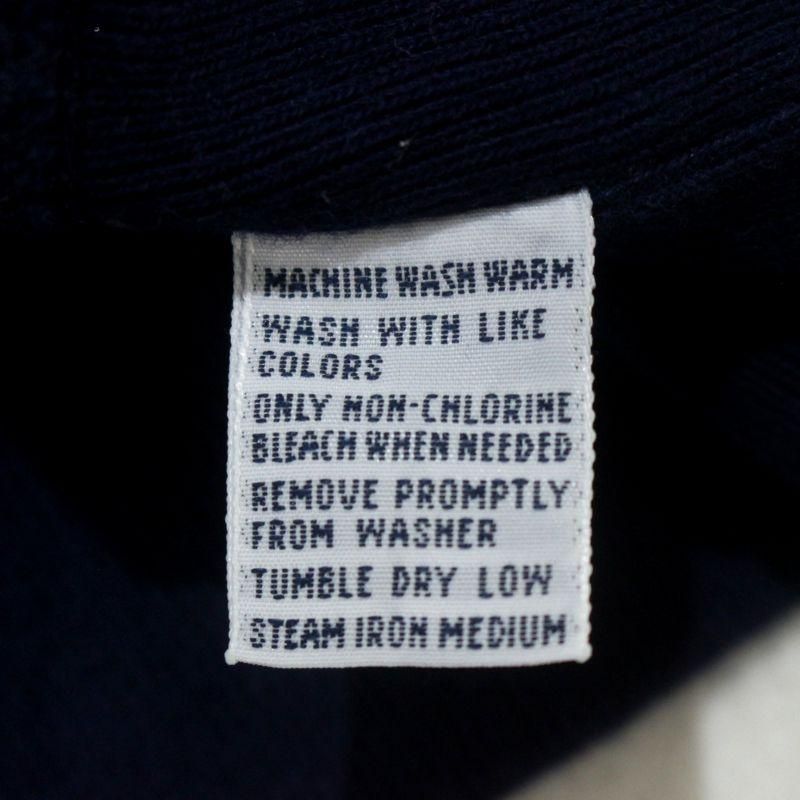 MACHINE WASH WARM
WASH WITH LIKE
COLORS
ONLY NON-CHLORINE
BLEACH WHEN NEEDED
REMOVE PROMPTLY
FROM WASHER
TUMBLE DRY LOW
STEAM IRON MEDIUM